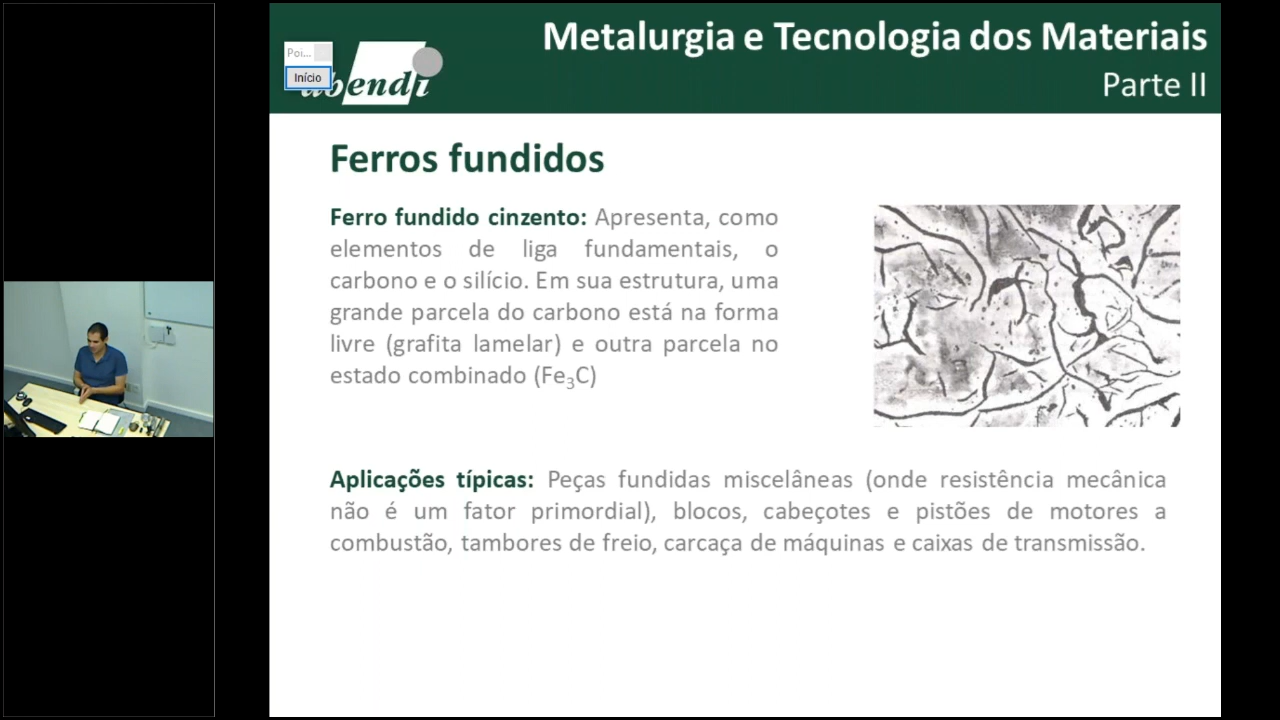 Metalurgia e Tecnologia dos Materiais
Parte II
Poi...
Início
abendi
Ferros fundidos
Ferro fundido cinzento: Apresenta, como
elementos de liga fundamentais, o
carbono e o silício. Em sua estrutura, uma
grande parcela do carbono está na forma
livre (grafita lamelar) e outra parcela no
estado combinado (Fe₃C)
Aplicações típicas: Peças fundidas miscelâneas (onde resistência mecânica
não é um fator primordial), blocos, cabeçotes e pistões de motores a
combustão, tambores de freio, carcaça de máquinas e caixas de transmissão.